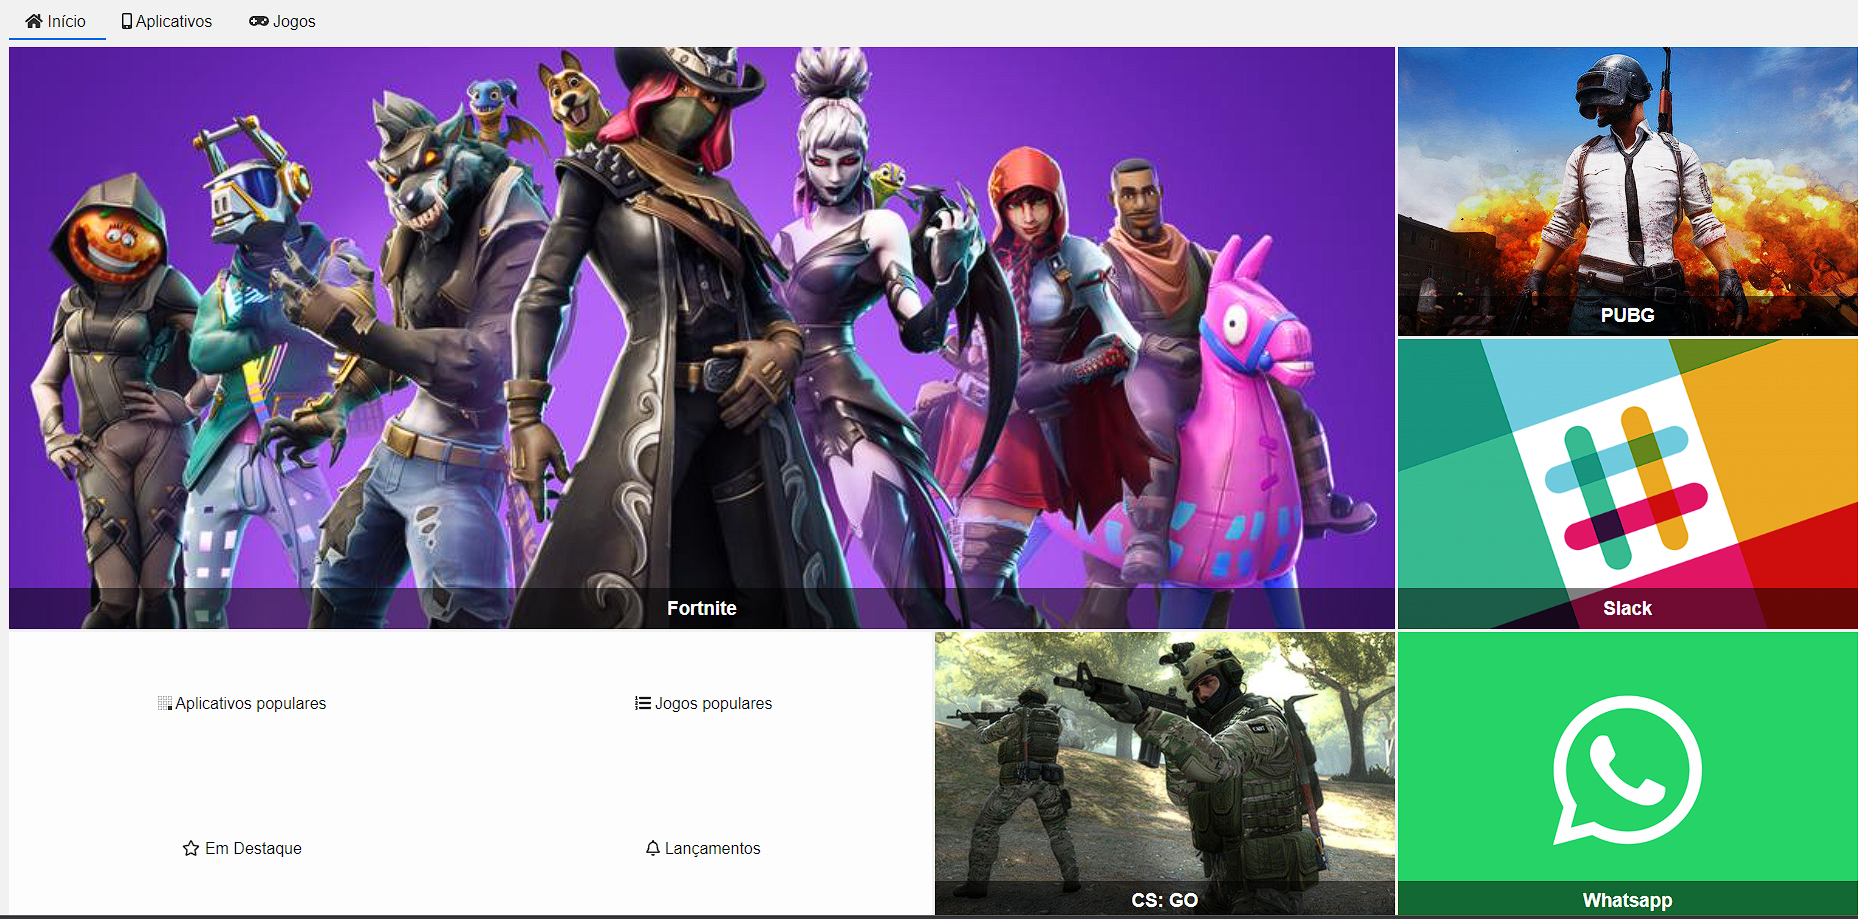 Início
Aplicativos
Jogos
Fortnite
PUBG
Slack
Aplicativos populares
Jogos populares
Em Destaque
Lançamentos
CS: GO
Whatsapp